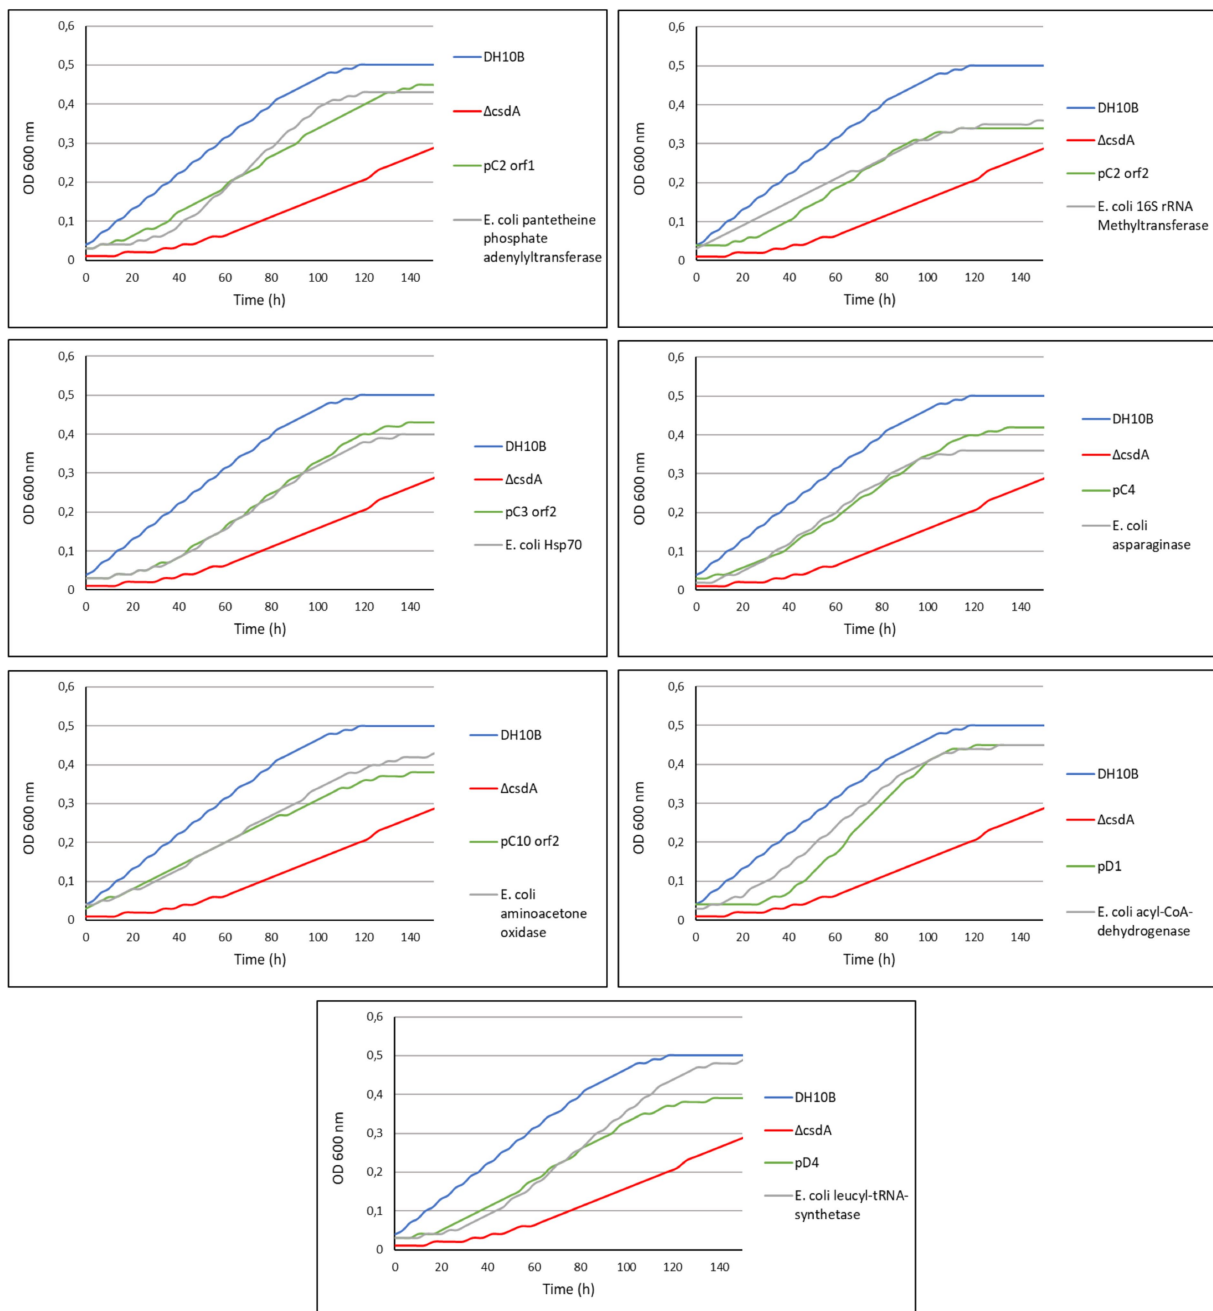 0,6
0,5
0,4
0,3
0,2
0,1
0
OD 600 nm
0 20 40 60 80 100 120 140
Time (h)
DH10B
ΔcsdA
pC2 orf1
E. coli pantetheine
phosphate
adenylyltransferase
0,6
0,5
0,4
0,3
0,2
0,1
0
OD 600 nm
0 20 40 60 80 100 120 140
Time (h)
DH10B
ΔcsdA
pC2 orf2
E. coli 16S rRNA
Methyltransferase
0,6
0,5
0,4
0,3
0,2
0,1
0
OD 600 nm
0 20 40 60 80 100 120 140
Time (h)
DH10B
ΔcsdA
pC3 orf2
E. coli Hsp70
0,6
0,5
0,4
0,3
0,2
0,1
0
OD 600 nm
0 20 40 60 80 100 120 140
Time (h)
DH10B
ΔcsdA
pC4
E. coli
asparaginase
0,6
0,5
0,4
0,3
0,2
0,1
0
OD 600 nm
0 20 40 60 80 100 120 140
Time (h)
DH10B
ΔcsdA
pC10 orf2
E. coli
aminoacetone
oxidase
0,6
0,5
0,4
0,3
0,2
0,1
0
OD 600 nm
0 20 40 60 80 100 120 140
Time (h)
DH10B
ΔcsdA
pD1
E. coli acyl-CoA-
dehydrogenase
0,6
0,5
0,4
0,3
0,2
0,1
0
OD 600 nm
0 20 40 60 80 100 120 140
Time (h)
DH10B
ΔcsdA
pD4
E. coli leucyl-tRNA-
synthetase